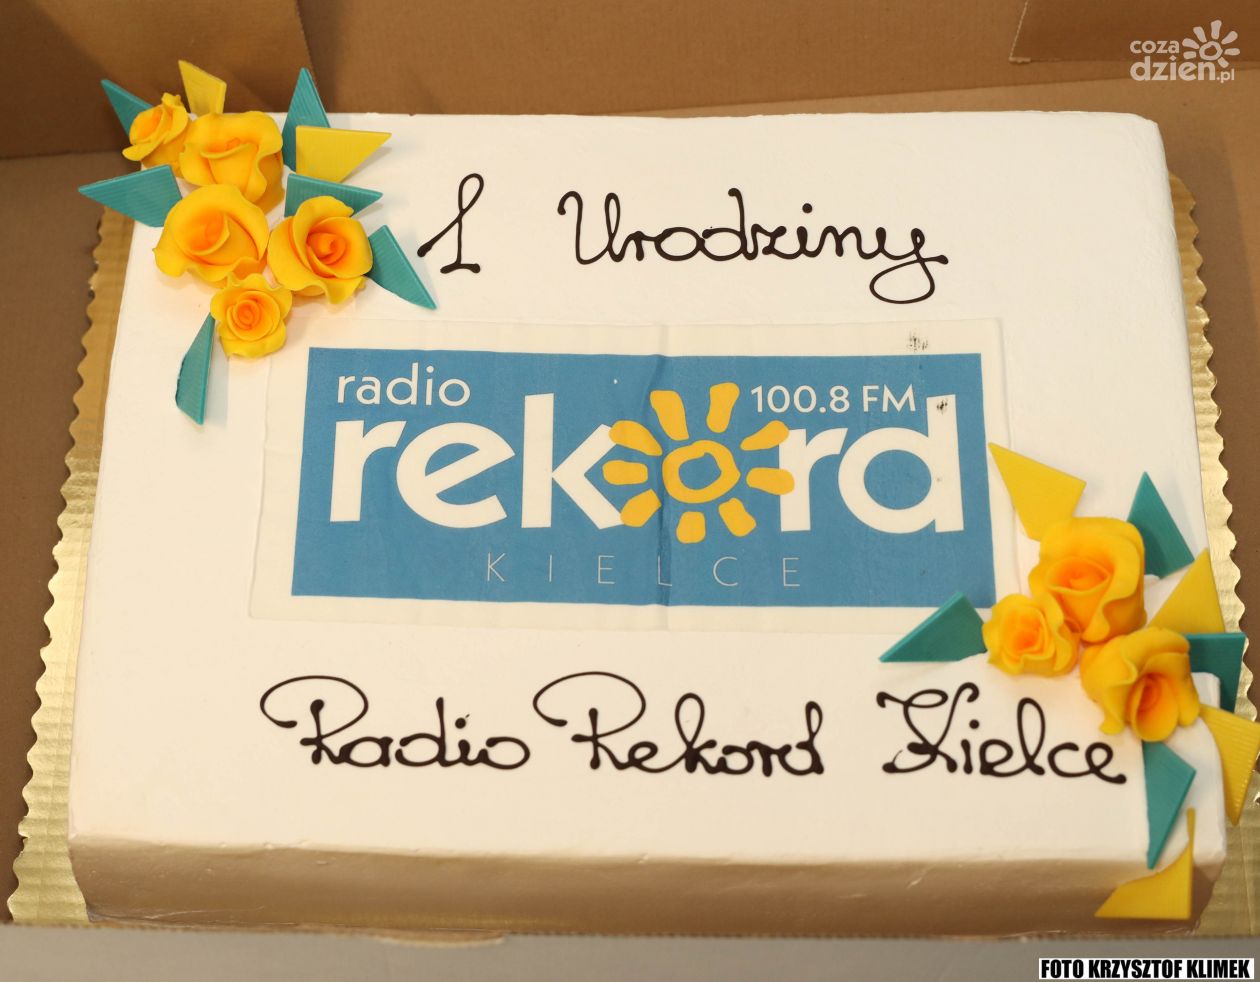 coza
dzien.pl
1 Urodziny
radio
100.8 FM
rekord
KIELCE
Radio Rekord Kielce
FOTO KRZYSZTOF KLIMEK